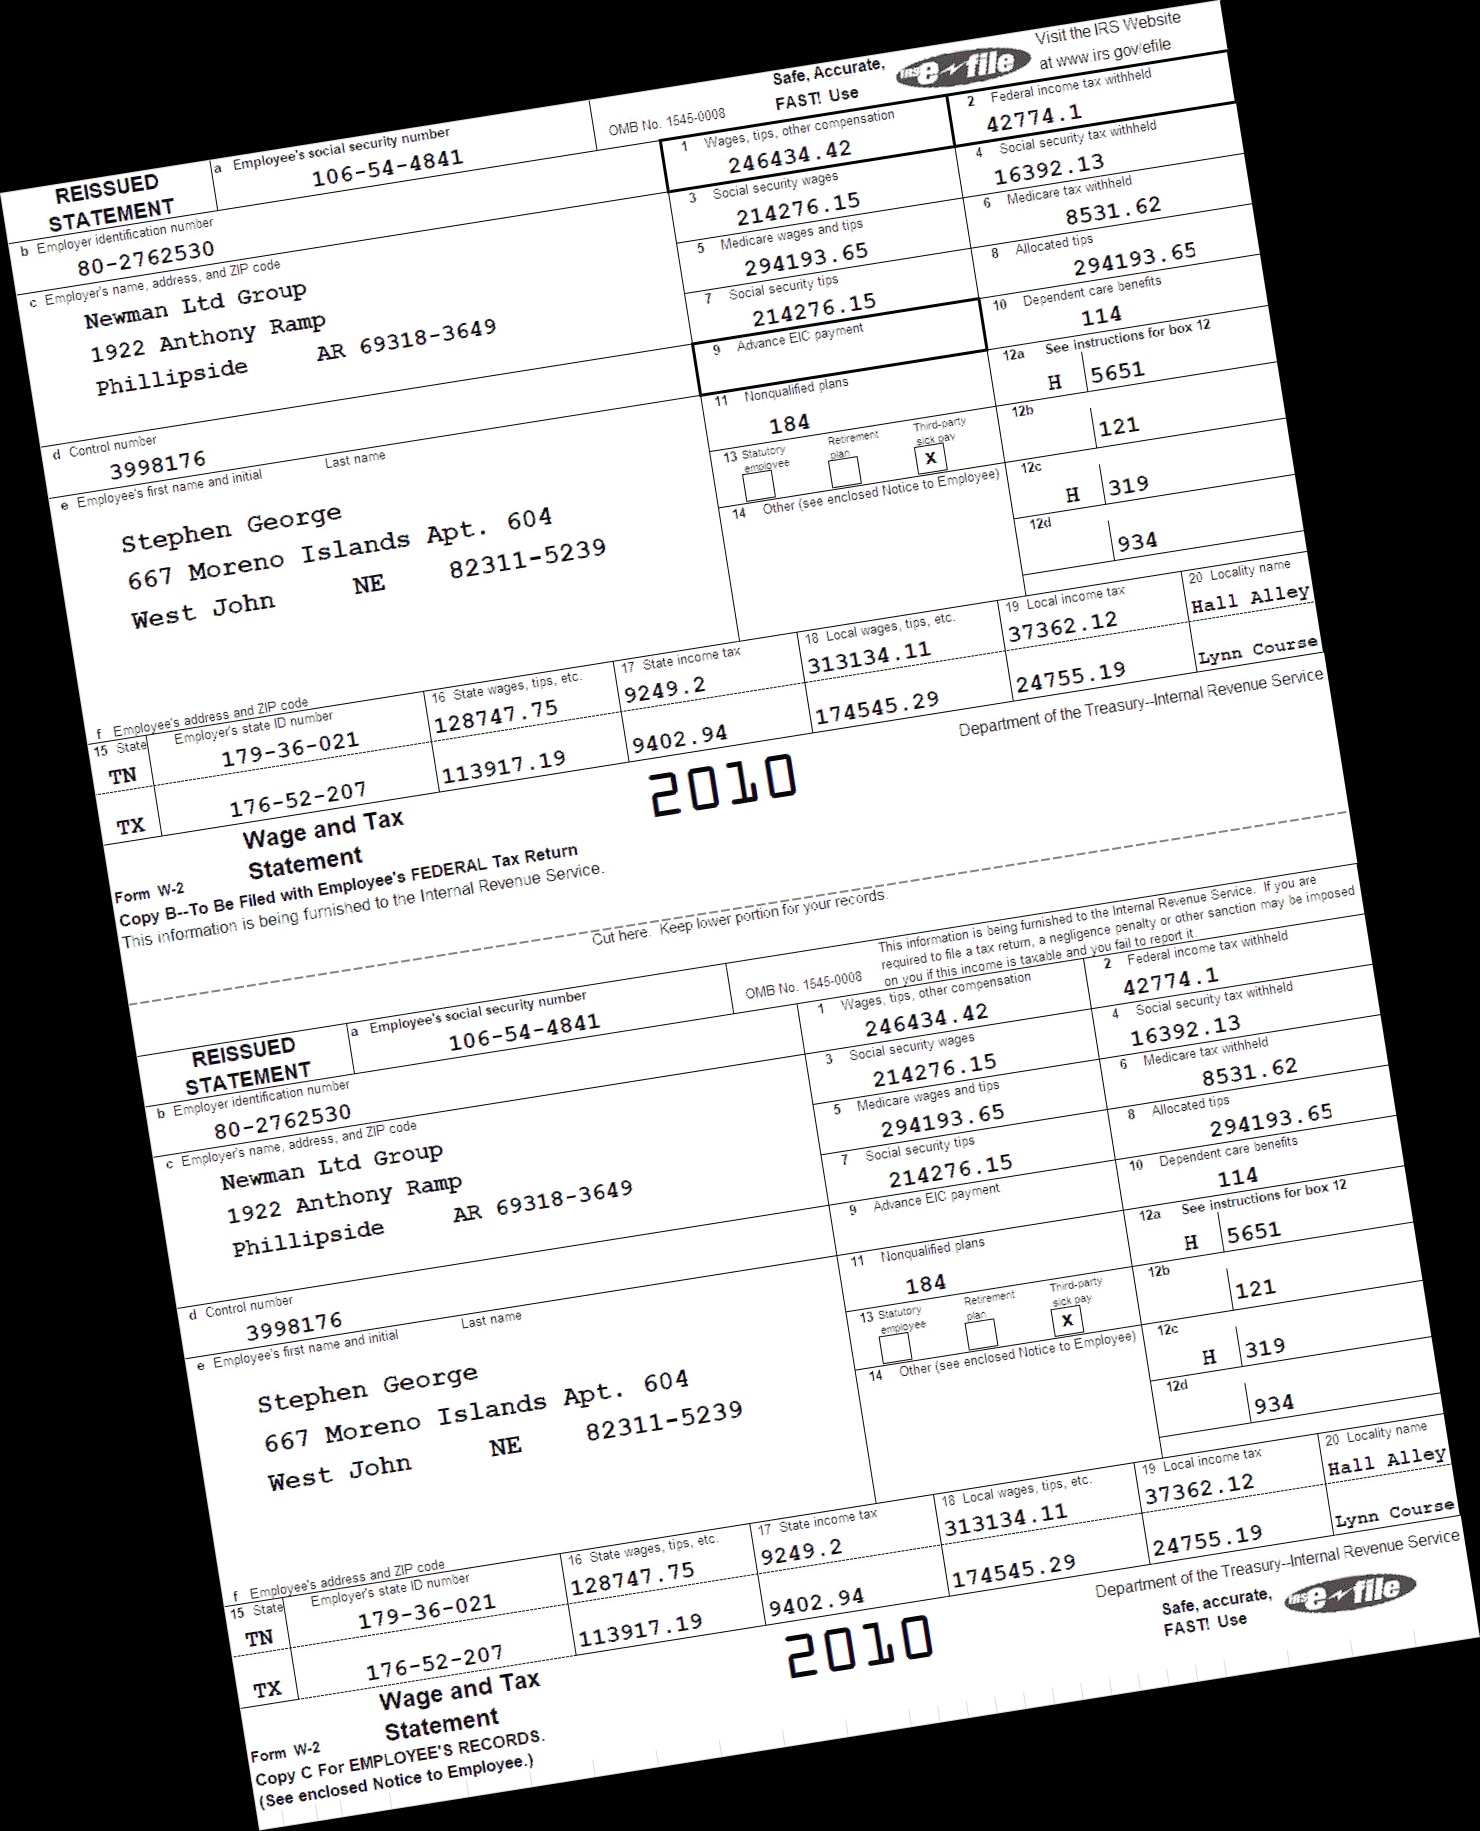 Safe, Accurate,
FAST! Use
IRS e-file
Visit the IRS Website
at www.irs.gov/efile
REISSUED
STATEMENT
a Employee's social security number
106-54-4841
OMB No. 1545-0008
1 Wages, tips, other compensation
246434.42
2 Federal income tax withheld
42774.1
3 Social security wages
214276.15
4 Social security tax withheld
16392.13
b Employer identification number
80-2762530
5 Medicare wages and tips
294193.65
6 Medicare tax withheld
8531.62
c Employer's name, address, and ZIP code
Newman Ltd Group
1922 Anthony Ramp
Phillipside AR 69318-3649
7 Social security tips
214276.15
8 Allocated tips
294193.65
9 Advance EIC payment
10 Dependent care benefits
114
11 Nonqualified plans
184
12a See instructions for box 12
H 5651
12b
121
d Control number
3998176
13 Statutory employee
Retirement plan
Third-party sick pay
X
12c
H 319
e Employee's first name and initial Last name
Stephen George
667 Moreno Islands Apt. 604
West John NE 82311-5239
14 Other (see enclosed Notice to Employee)
12d
934
f Employee's address and ZIP code
15 State Employer's state ID number
16 State wages, tips, etc.
17 State income tax
18 Local wages, tips, etc.
19 Local income tax
20 Locality name
TN 179-36-021 128747.75 9249.2 313134.11 37362.12 Hall Alley
TX 176-52-207 113917.19 9402.94 174545.29 24755.19 Lynn Course
Form W-2
Wage and Tax
Statement
2010
Department of the Treasury--Internal Revenue Service
Copy B--To Be Filed with Employee's FEDERAL Tax Return
This information is being furnished to the Internal Revenue Service.
Cut here. Keep lower portion for your records.
REISSUED
STATEMENT
a Employee's social security number
106-54-4841
OMB No. 1545-0008
This information is being furnished to the Internal Revenue Service. If you are
required to file a tax return, a negligence penalty or other sanction may be imposed
on you if this income is taxable and you fail to report it.
1 Wages, tips, other compensation
246434.42
2 Federal income tax withheld
42774.1
3 Social security wages
214276.15
4 Social security tax withheld
16392.13
b Employer identification number
80-2762530
5 Medicare wages and tips
294193.65
6 Medicare tax withheld
8531.62
c Employer's name, address, and ZIP code
Newman Ltd Group
1922 Anthony Ramp
Phillipside AR 69318-3649
7 Social security tips
214276.15
8 Allocated tips
294193.65
9 Advance EIC payment
10 Dependent care benefits
114
11 Nonqualified plans
184
12a See instructions for box 12
H 5651
12b
121
d Control number
3998176
13 Statutory employee
Retirement plan
Third-party sick pay
X
12c
H 319
e Employee's first name and initial Last name
Stephen George
667 Moreno Islands Apt. 604
West John NE 82311-5239
14 Other (see enclosed Notice to Employee)
12d
934
f Employee's address and ZIP code
15 State Employer's state ID number
16 State wages, tips, etc.
17 State income tax
18 Local wages, tips, etc.
19 Local income tax
20 Locality name
TN 179-36-021 128747.75 9249.2 313134.11 37362.12 Hall Alley
TX 176-52-207 113917.19 9402.94 174545.29 24755.19 Lynn Course
Form W-2
Wage and Tax
Statement
2010
Department of the Treasury--Internal Revenue Service
Safe, accurate,
FAST! Use
IRS e-file
Copy C For EMPLOYEE'S RECORDS.
(See enclosed Notice to Employee.)